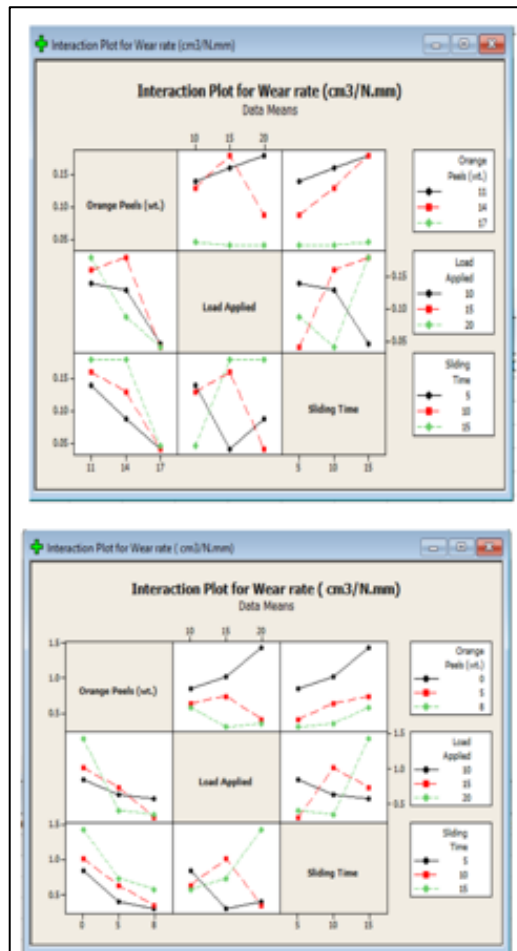 Interaction Plot for Wear rate (cm3/N.mm)
Interaction Plot for Wear rate (cm3/N.mm)
Data Means
10 15 20
Orange Peels (wt.)
0.15
0.10
0.05
Orange
Peels (wt.)
11
14
17
Load Applied
0.15
0.10
0.05
Load
Applied
10
15
20
Sliding Time
0.15
0.10
0.05
Sliding
Time
5
10
15
11 14 17
5 10 15
Interaction Plot for Wear rate ( cm3/N.mm)
Interaction Plot for Wear rate ( cm3/N.mm)
Data Means
10 15 20
Orange Peels (wt.)
1.5
1.0
0.5
Orange
Peels (wt.)
0
5
8
Load Applied
1.5
1.0
0.5
Load
Applied
10
15
20
Sliding Time
1.5
1.0
0.5
Sliding
Time
5
10
15
0 5 8
5 10 15